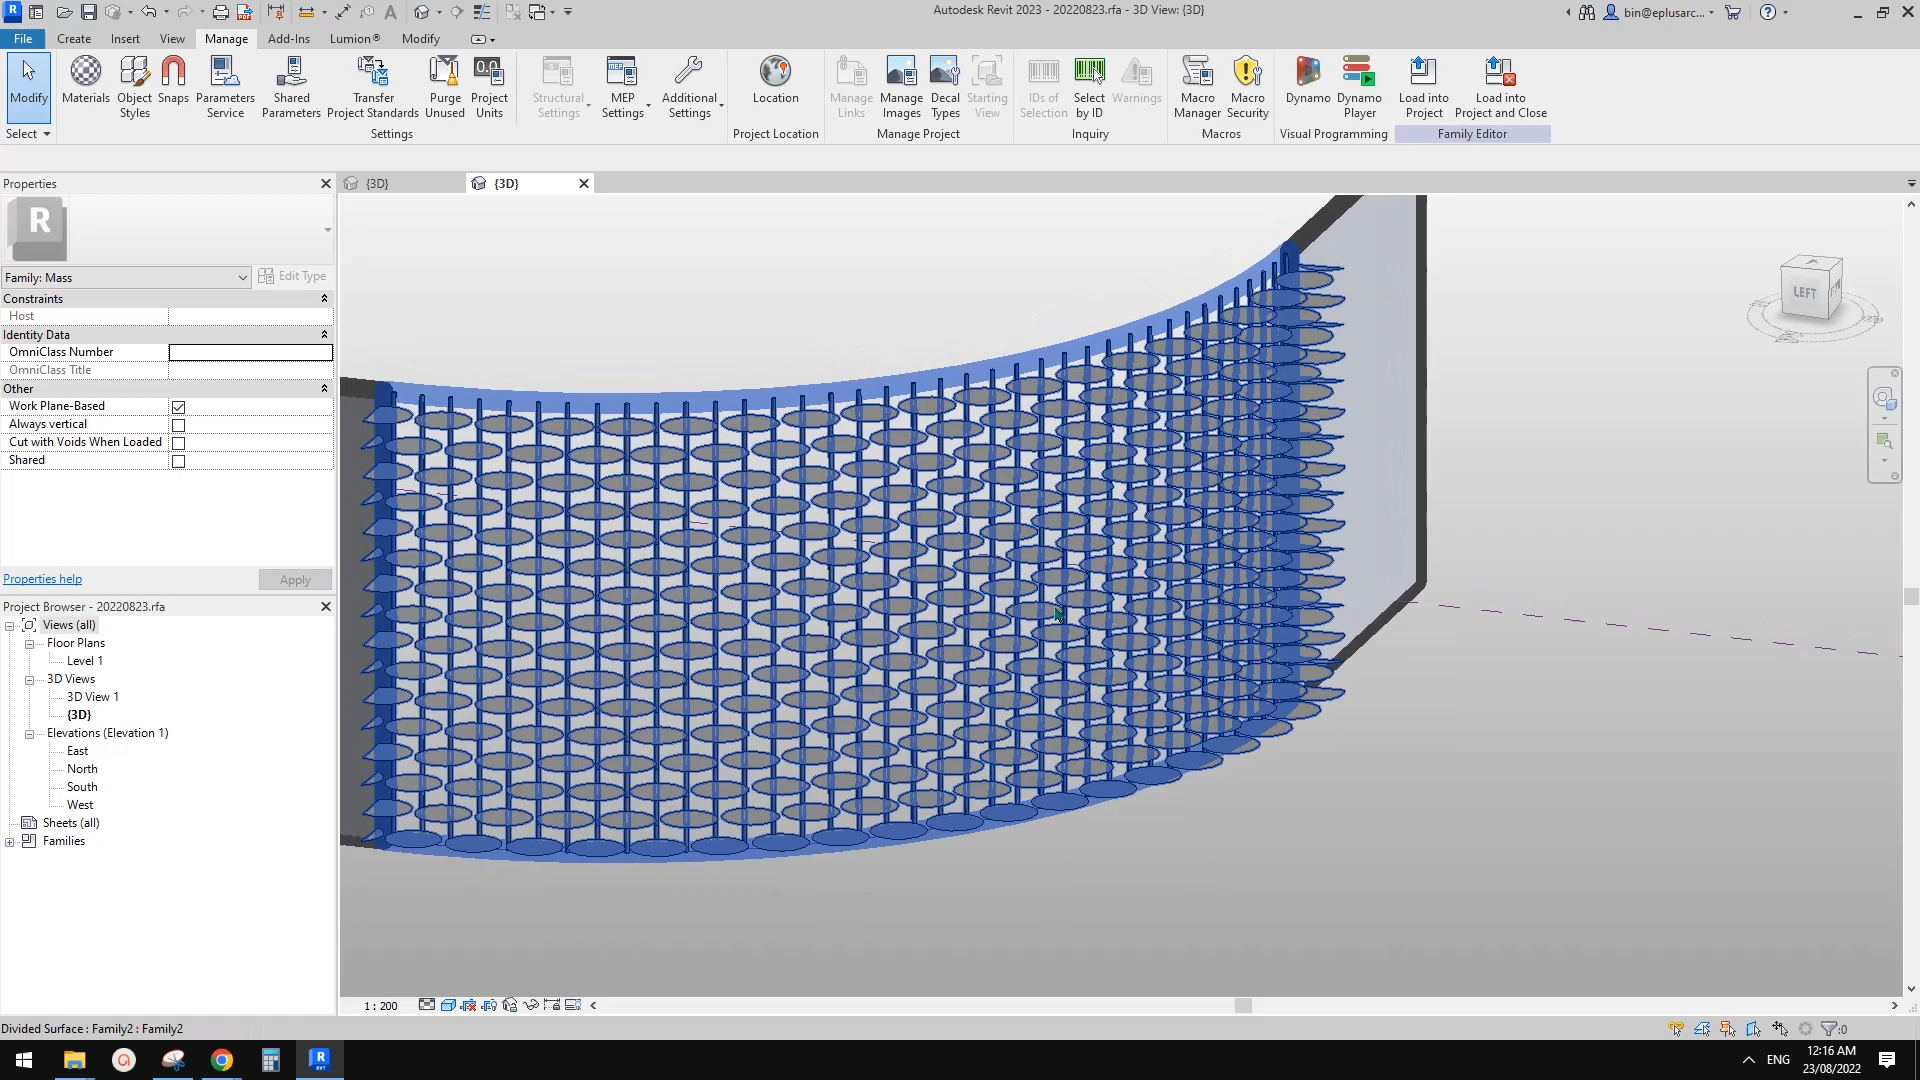 Autodesk Revit 2023 - 20220823.rfa - 3D View: {3D}
bin@eplusarc...
File Create Insert View Manage Add-Ins Lumion® Modify
Modify
Materials
Object Styles
Snaps
Parameters Service
Shared Parameters
Transfer Project Standards
Purge Unused
Project Units
Structural Settings
MEP Settings
Additional Settings
Location
Manage Links
Manage Images
Decal Types
Starting View
IDs of Selection
Select by ID
Warnings
Macro Manager
Macro Security
Dynamo
Dynamo Player
Load into Project
Load into Project and Close
Select
Settings
Project Location
Manage Project
Inquiry
Macros
Visual Programming
Family Editor
Properties
{3D}
{3D}
R
Family: Mass
Edit Type
Constraints
Host
Identity Data
OmniClass Number
OmniClass Title
Other
Work Plane-Based
Always vertical
Cut with Voids When Loaded
Shared
Properties help
Apply
LEFT
Project Browser - 20220823.rfa
Views (all)
Floor Plans
Level 1
3D Views
3D View 1
{3D}
Elevations (Elevation 1)
East
North
South
West
Sheets (all)
Families
1 : 200
Divided Surface : Family2 : Family2
:0
ENG
12:16 AM
23/08/2022